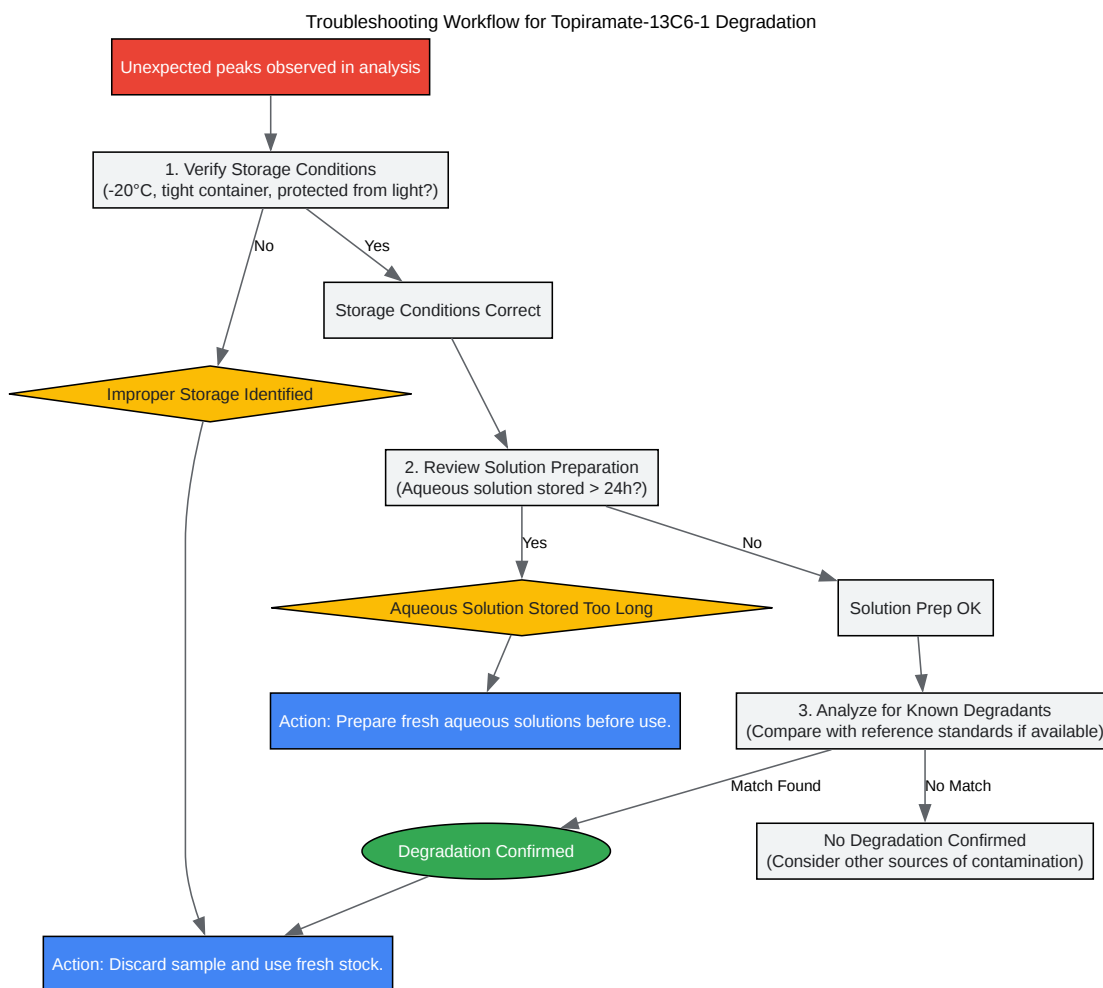 Troubleshooting Workflow for Topiramate-13C6-1 Degradation
Unexpected peaks observed in analysis
1. Verify Storage Conditions
(-20°C, tight container, protected from light?)
No
Yes
Storage Conditions Correct
Improper Storage Identified
2. Review Solution Preparation
(Aqueous solution stored > 24h?)
Yes
No
Aqueous Solution Stored Too Long
Solution Prep OK
Action: Prepare fresh aqueous solutions before use.
3. Analyze for Known Degradants
(Compare with reference standards if available)
Match Found
No Match
Degradation Confirmed
No Degradation Confirmed
(Consider other sources of contamination)
Action: Discard sample and use fresh stock.